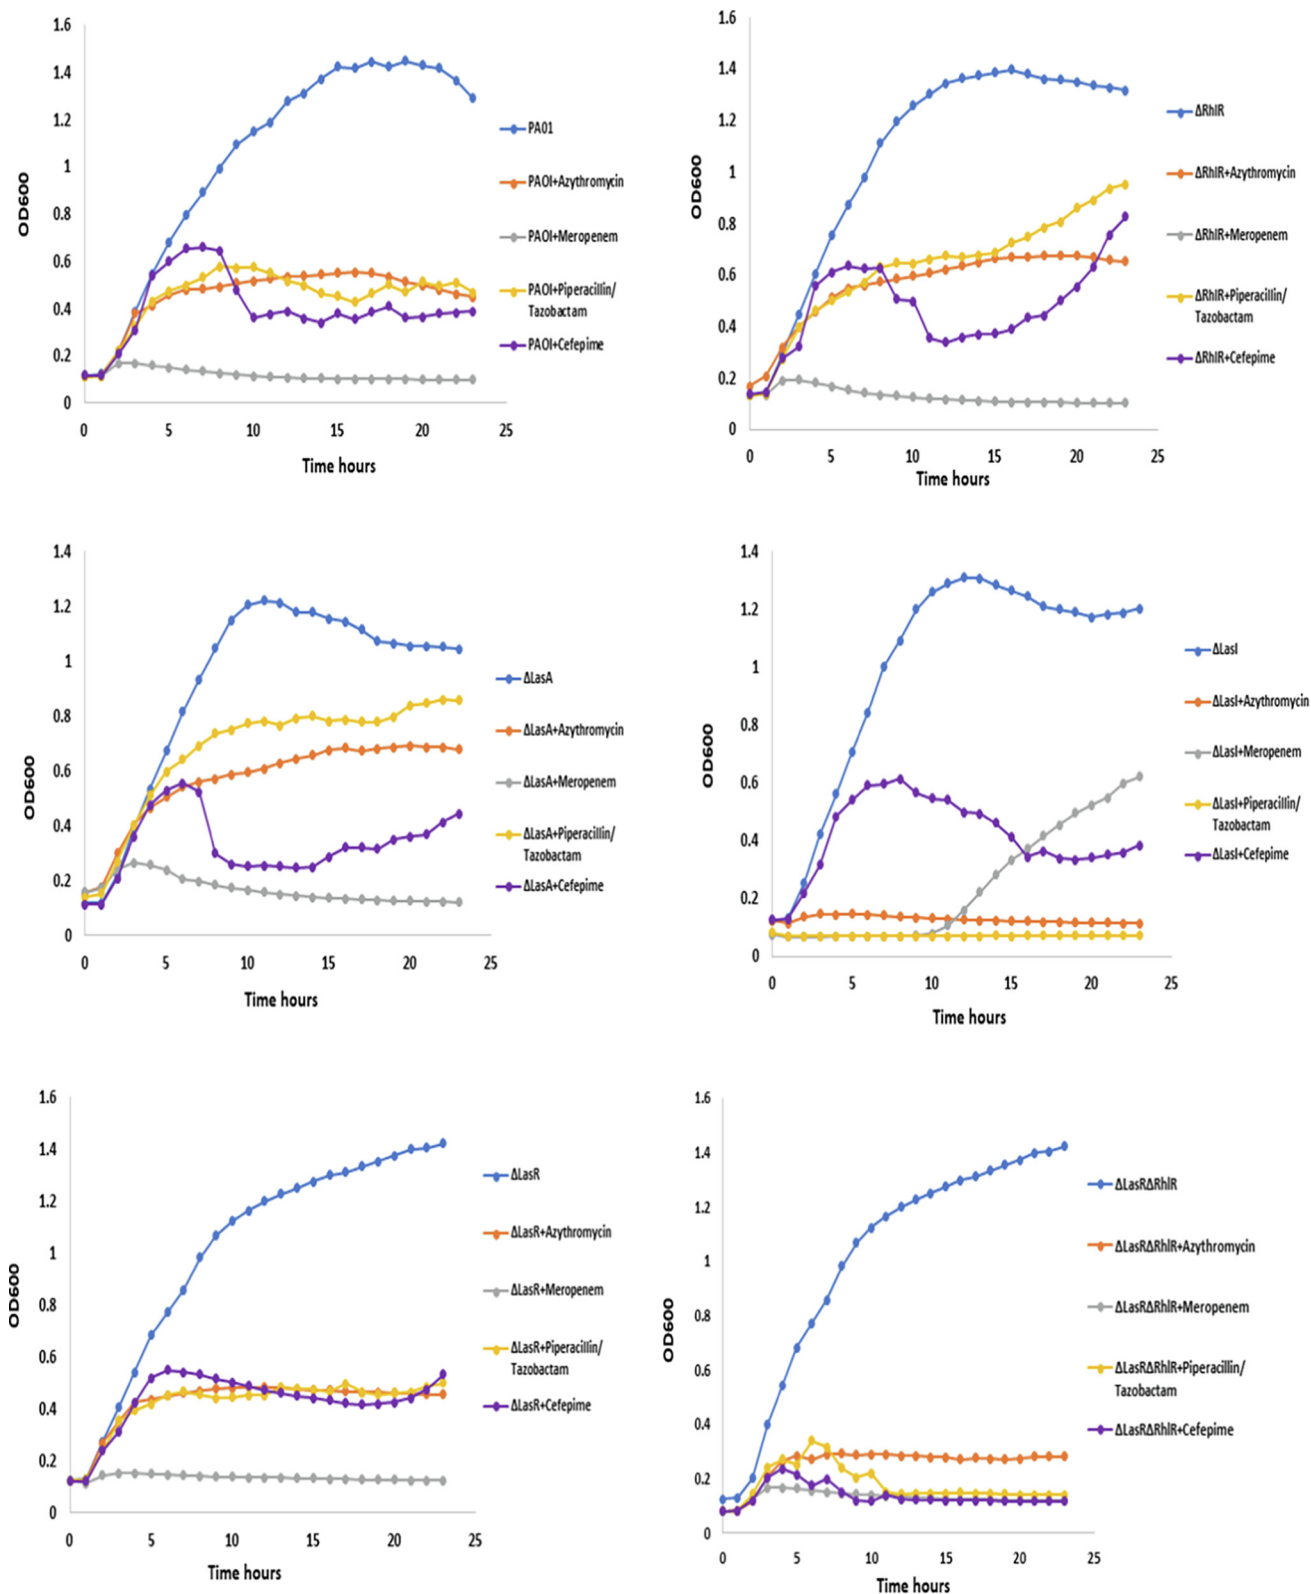 1.6
1.4
1.2
1
0.8
0.6
0.4
0.2
0
OD600
0 5 10 15 20 25
Time hours
PA01
PAOI+Azythromycin
PAOI+Meropenem
PAOI+Piperacillin/
Tazobactam
PAOI+Cefepime
1.6
1.4
1.2
1
0.8
0.6
0.4
0.2
0
OD600
0 5 10 15 20 25
Time hours
ΔRhlR
ΔRhlR+Azythromycin
ΔRhlR+Meropenem
ΔRhlR+Piperacillin/
Tazobactam
ΔRhlR+Cefepime
1.4
1.2
1
0.8
0.6
0.4
0.2
0
OD600
0 5 10 15 20 25
Time hours
ΔLasA
ΔLasA+Azythromycin
ΔLasA+Meropenem
ΔLasA+Piperacillin/
Tazobactam
ΔLasA+Cefepime
1.4
1.2
1
0.8
0.6
0.4
0.2
0
OD600
0 5 10 15 20 25
Time hours
ΔLasI
ΔLasI+Azythromycin
ΔLasI+Meropenem
ΔLasI+Piperacillin/
Tazobactam
ΔLasI+Cefepime
1.6
1.4
1.2
1
0.8
0.6
0.4
0.2
0
OD600
0 5 10 15 20 25
Time hours
ΔLasR
ΔLasR+Azythromycin
ΔLasR+Meropenem
ΔLasR+Piperacillin/
Tazobactam
ΔLasR+Cefepime
1.6
1.4
1.2
1
0.8
0.6
0.4
0.2
0
OD600
0 5 10 15 20 25
Time hours
ΔLasRΔRhlR
ΔLasRΔRhlR+Azythromycin
ΔLasRΔRhlR+Meropenem
ΔLasRΔRhlR+Piperacillin/
Tazobactam
ΔLasRΔRhlR+Cefepime